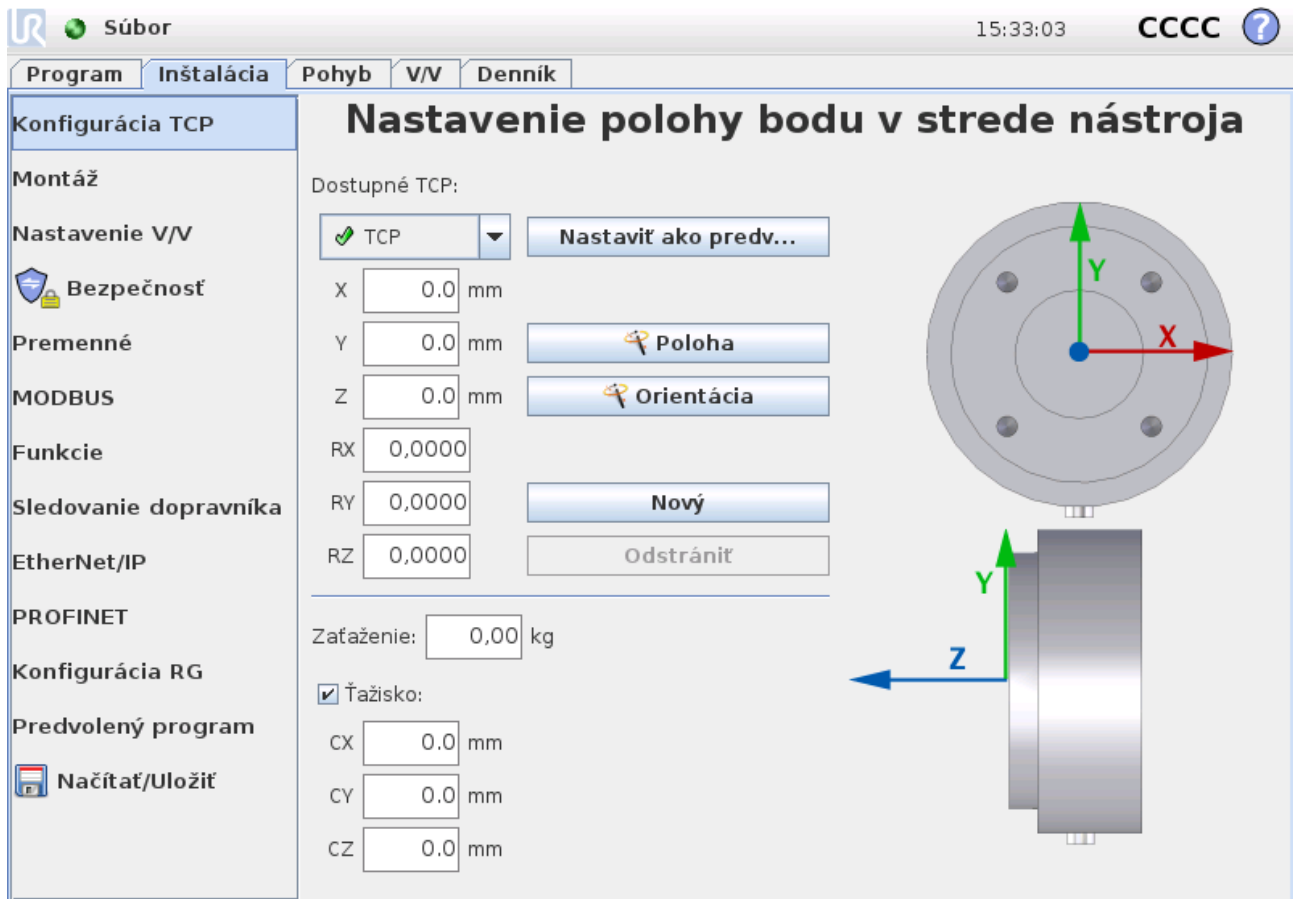 UR Súbor 15:33:03 CCCC ?
Program Inštalácia Pohyb V/V Denník
Konfigurácia TCP
Montáž
Nastavenie V/V
Bezpečnosť
Premenné
MODBUS
Funkcie
Sledovanie dopravníka
EtherNet/IP
PROFINET
Konfigurácia RG
Predvolený program
Načítať/Uložiť
Nastavenie polohy bodu v strede nástroja
Dostupné TCP:
TCP Nastaviť ako predv...
X 0.0 mm
Y 0.0 mm Poloha
Z 0.0 mm Orientácia
RX 0,0000
RY 0,0000 Nový
RZ 0,0000 Odstrániť
Zaťaženie: 0,00 kg
Ťažisko:
CX 0.0 mm
CY 0.0 mm
CZ 0.0 mm
Y
X
Y
Z